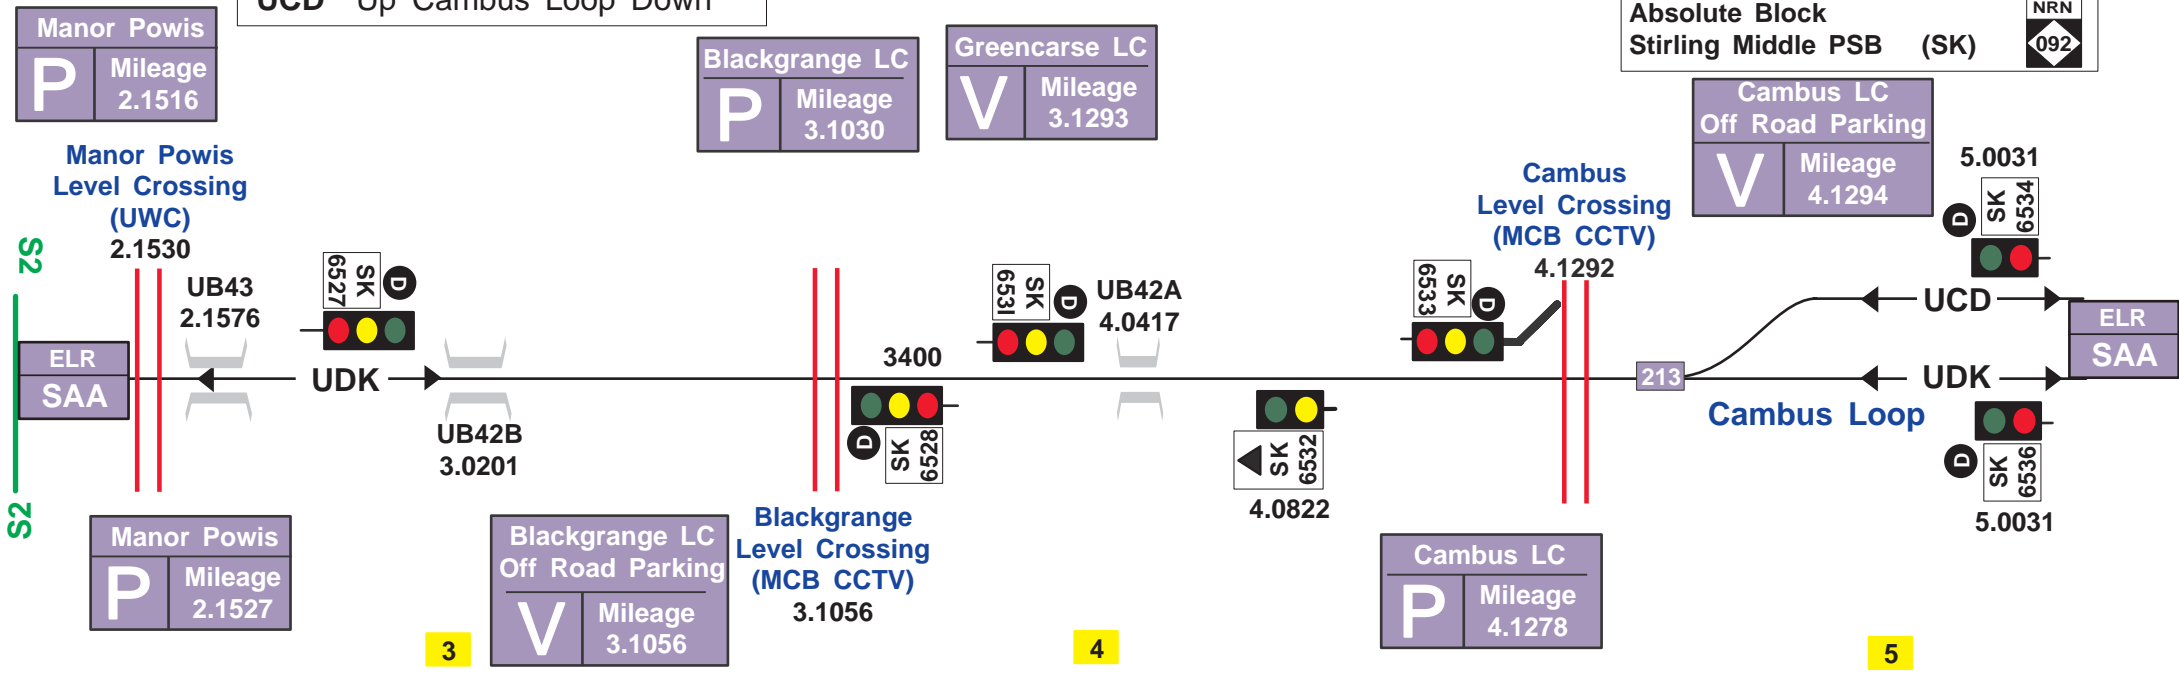 UCD Up Cambus Loop Down
Absolute Block
Stirling Middle PSB (SK)
NRN
092
Manor Powis
P Mileage
2.1516
Blackgrange LC
P Mileage
3.1030
Greencarse LC
V Mileage
3.1293
Cambus LC
Off Road Parking
V Mileage
4.1294
Manor Powis
Level Crossing
(UWC)
2.1530
Cambus
Level Crossing
(MCB CCTV)
4.1292
5.0031
SK
6534
D
S2
UB43
2.1576
SK
6527
D
SK
6531
D
UB42A
4.0417
SK
6533
D
UCD
ELR
SAA
ELR
SAA
UDK
3400
213
UDK
Cambus Loop
UB42B
3.0201
D
SK
6528
SK
6532
4.0822
D
SK
6536
5.0031
S2
Manor Powis
P Mileage
2.1527
Blackgrange LC
Off Road Parking
V Mileage
3.1056
Blackgrange
Level Crossing
(MCB CCTV)
3.1056
Cambus LC
P Mileage
4.1278
3
4
5